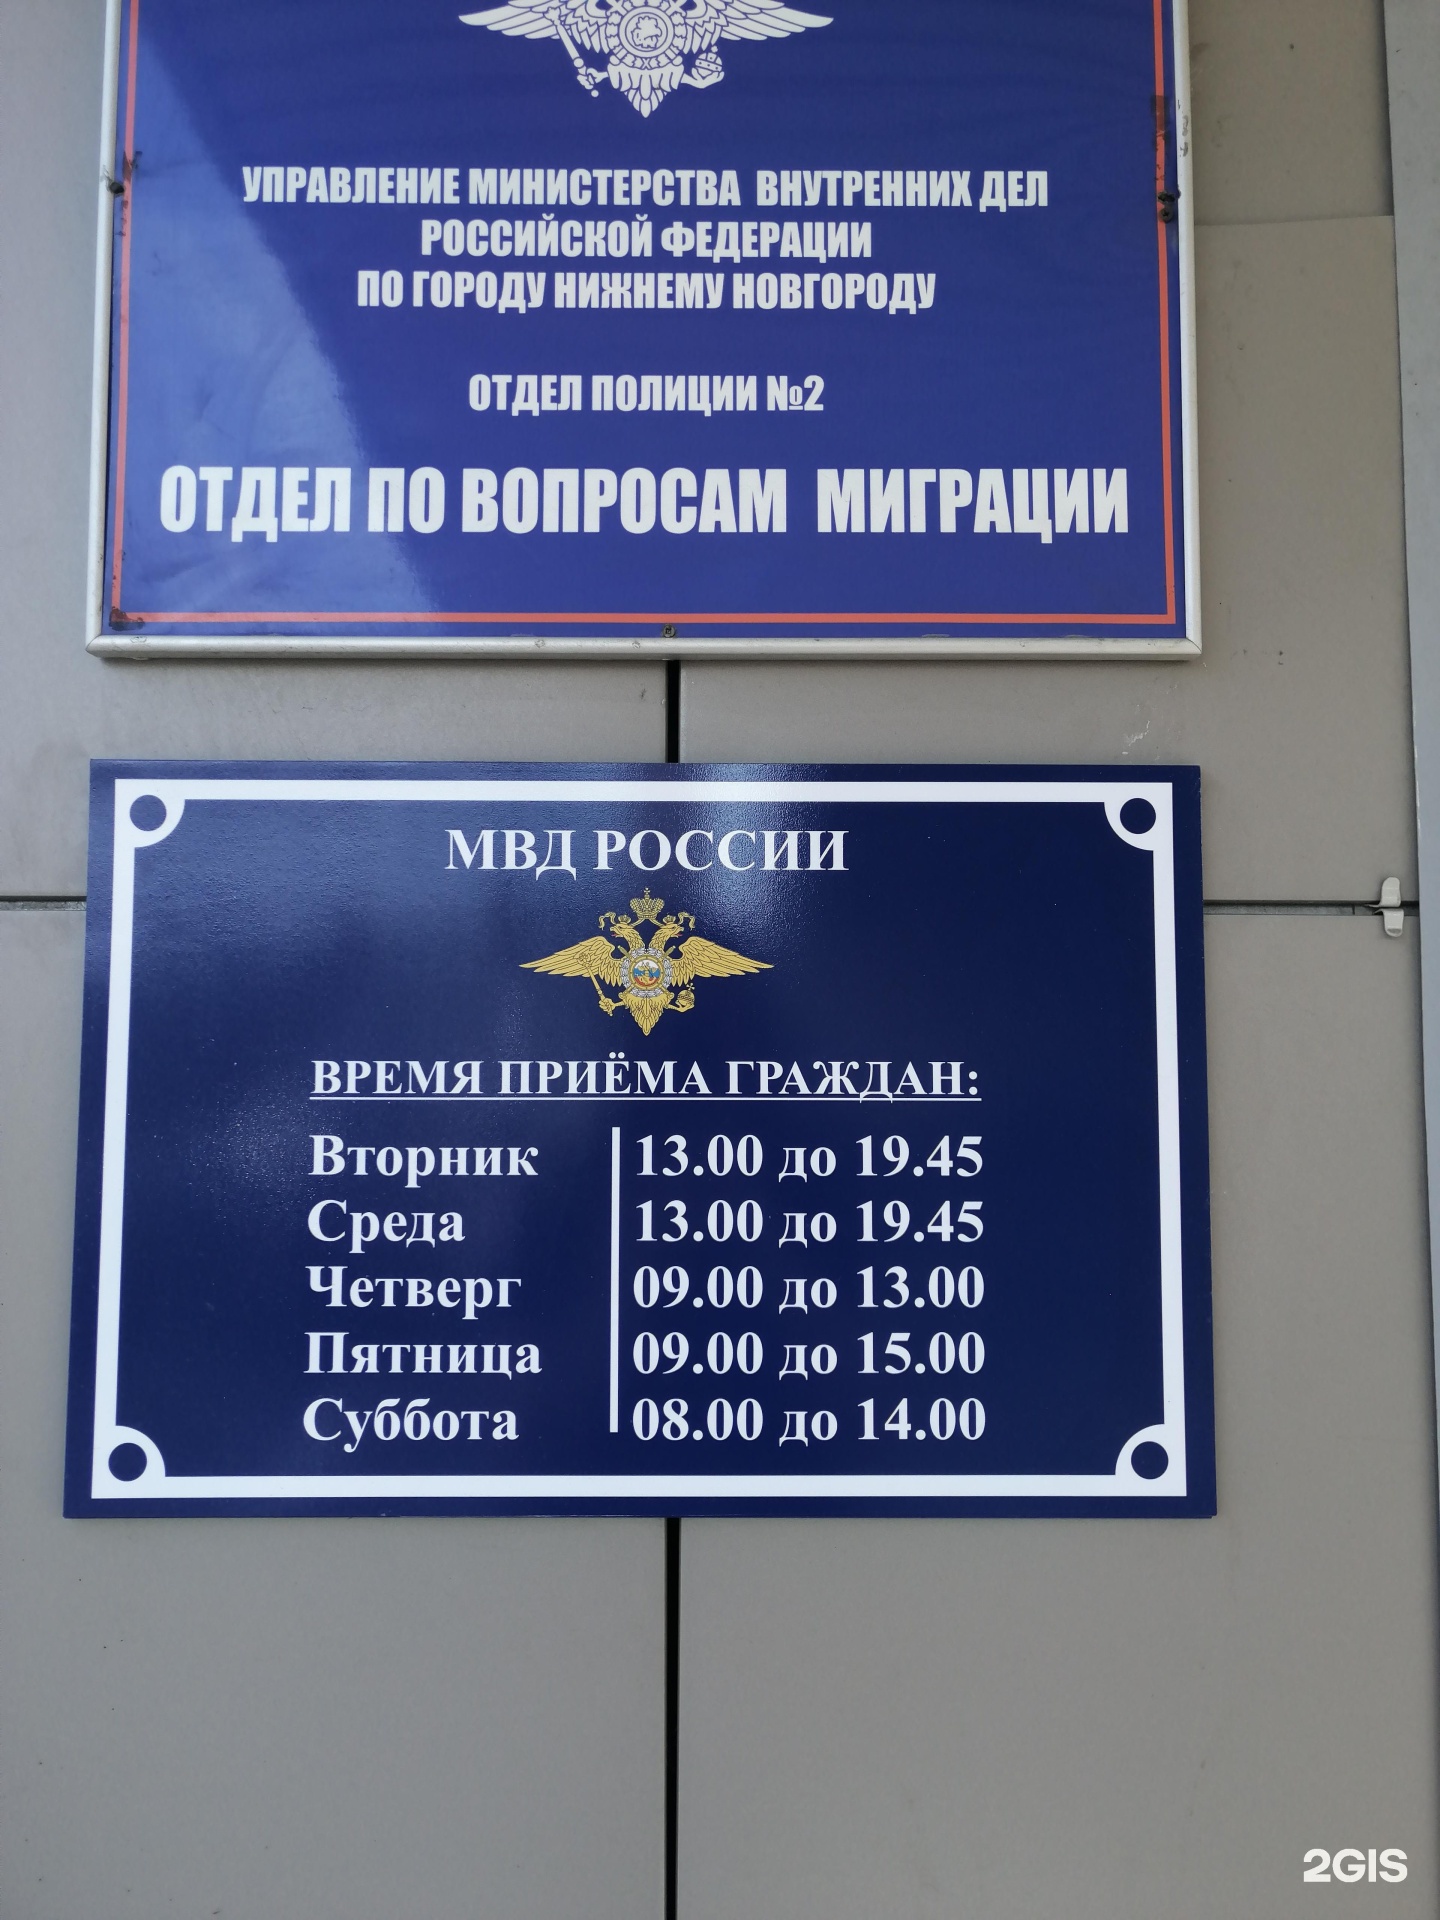 УПРАВЛЕНИЕ МИНИСТЕРСТВА ВНУТРЕННИХ ДЕЛ
РОССИЙСКОЙ ФЕДЕРАЦИИ
ПО ГОРОДУ НИЖНЕМУ НОВГОРОДУ
ОТДЕЛ ПОЛИЦИИ №2
ОТДЕЛ ПО ВОПРОСАМ МИГРАЦИИ
МВД РОССИИ
ВРЕМЯ ПРИЁМА ГРАЖДАН:
Вторник 13.00 до 19.45
Среда 13.00 до 19.45
Четверг 09.00 до 13.00
Пятница 09.00 до 15.00
Суббота 08.00 до 14.00
2GIS